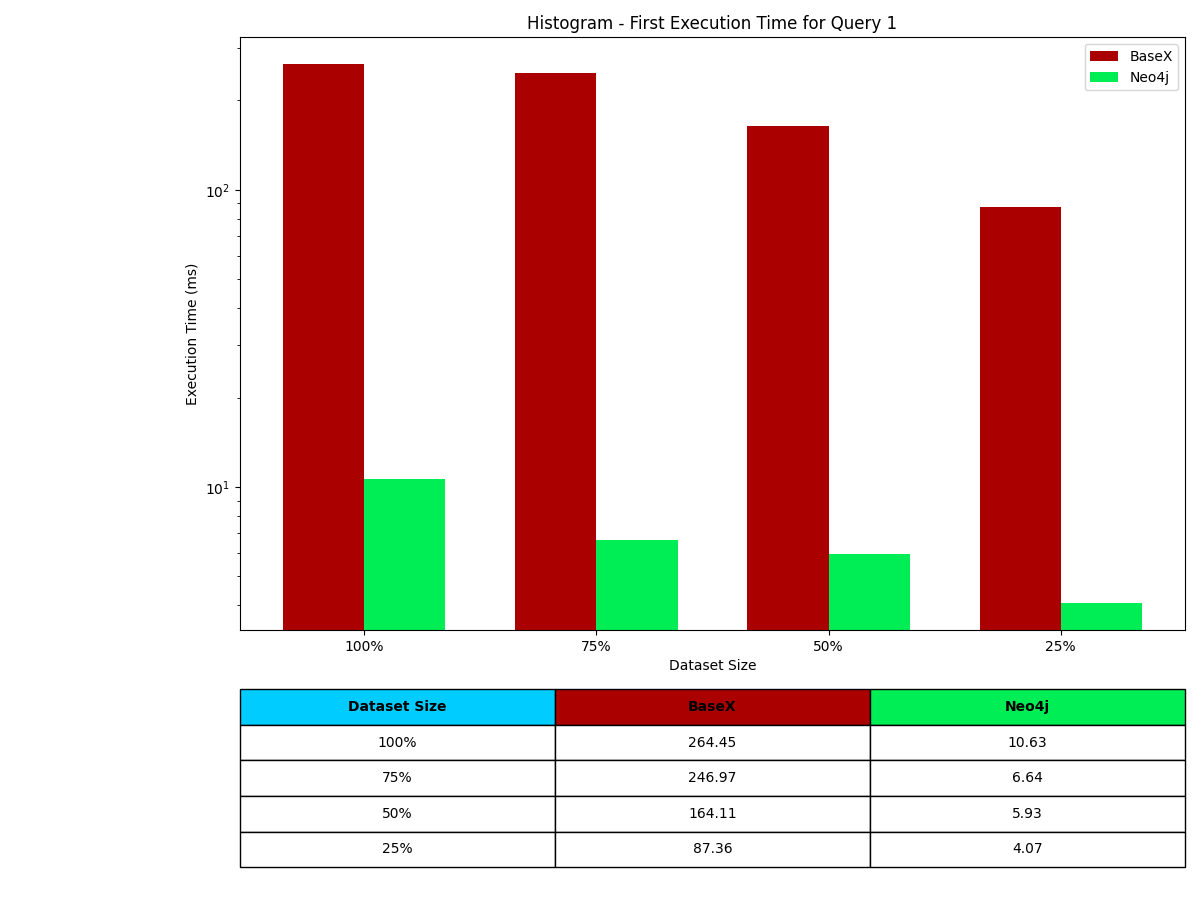 Histogram - First Execution Time for Query 1
BaseX
Neo4j
10²
10¹
Execution Time (ms)
100% 75% 50% 25%
Dataset Size
Dataset Size BaseX Neo4j
100% 264.45 10.63
75% 246.97 6.64
50% 164.11 5.93
25% 87.36 4.07